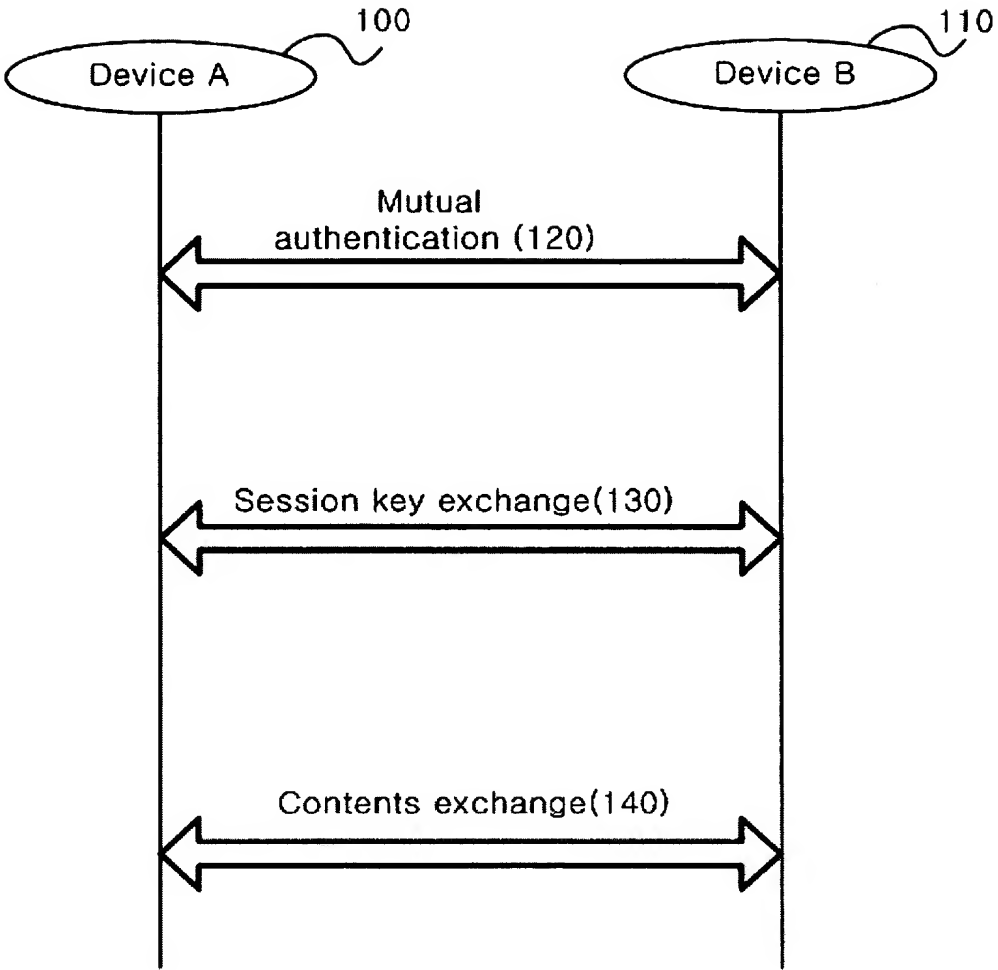 100
110
Device A
Device B
Mutual
authentication (120)
Session key exchange(130)
Contents exchange(140)